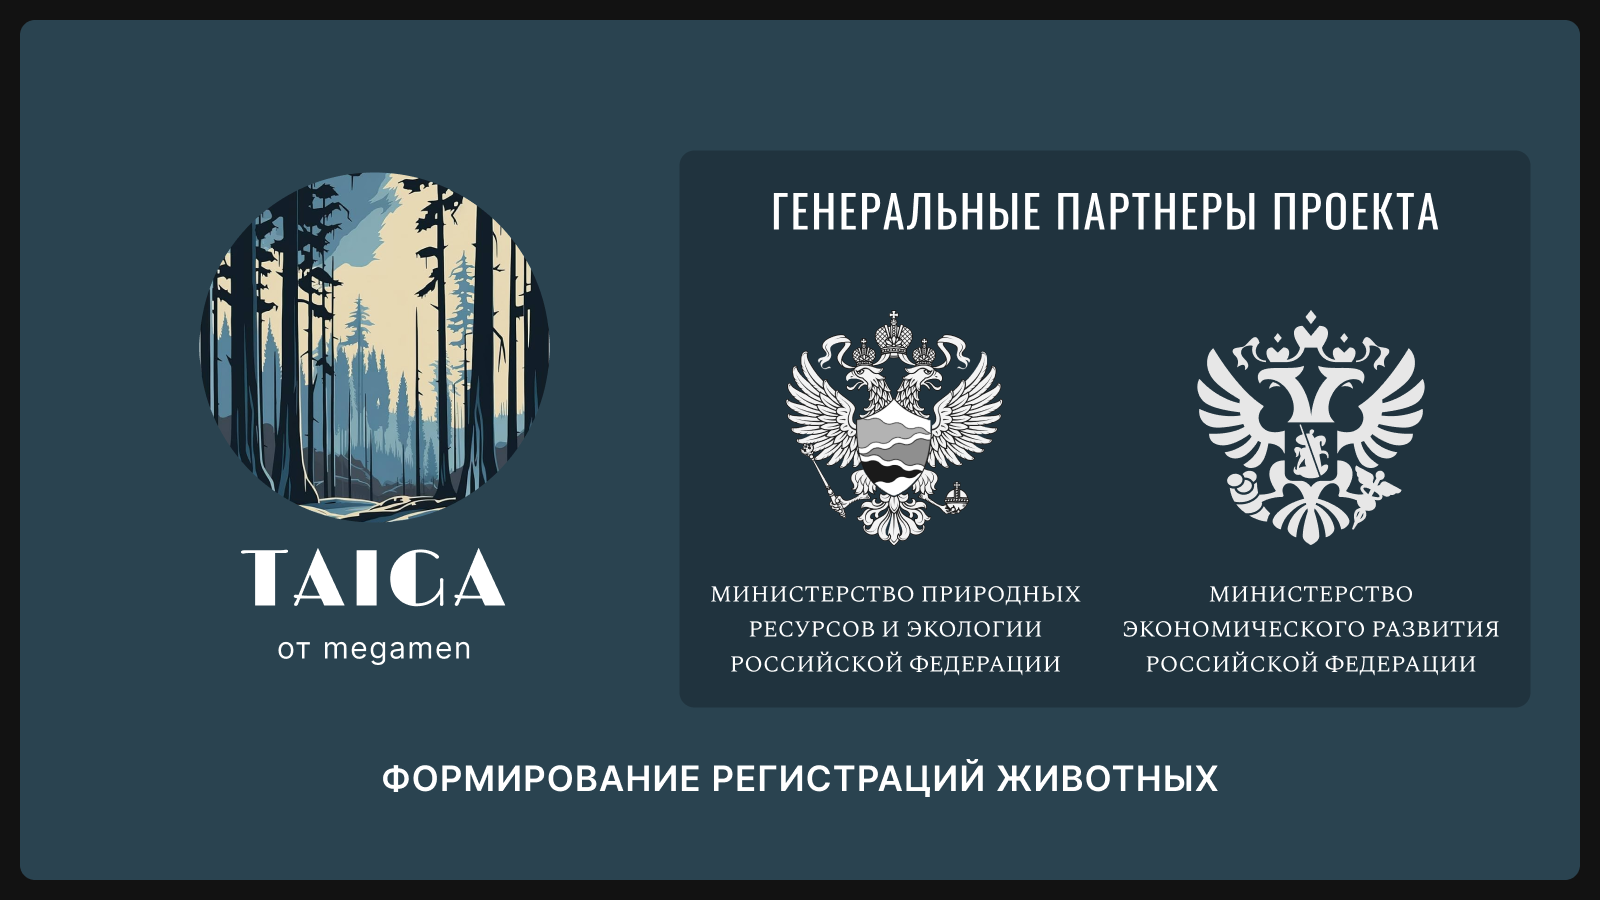 TAIGA
от megamen
ГЕНЕРАЛЬНЫЕ ПАРТНЕРЫ ПРОЕКТА
МИНИСТЕРСТВО ПРИРОДНЫХ
РЕСУРСОВ И ЭКОЛОГИИ
РОССИЙСКОЙ ФЕДЕРАЦИИ
МИНИСТЕРСТВО
ЭКОНОМИЧЕСКОГО РАЗВИТИЯ
РОССИЙСКОЙ ФЕДЕРАЦИИ
ФОРМИРОВАНИЕ РЕГИСТРАЦИЙ ЖИВОТНЫХ